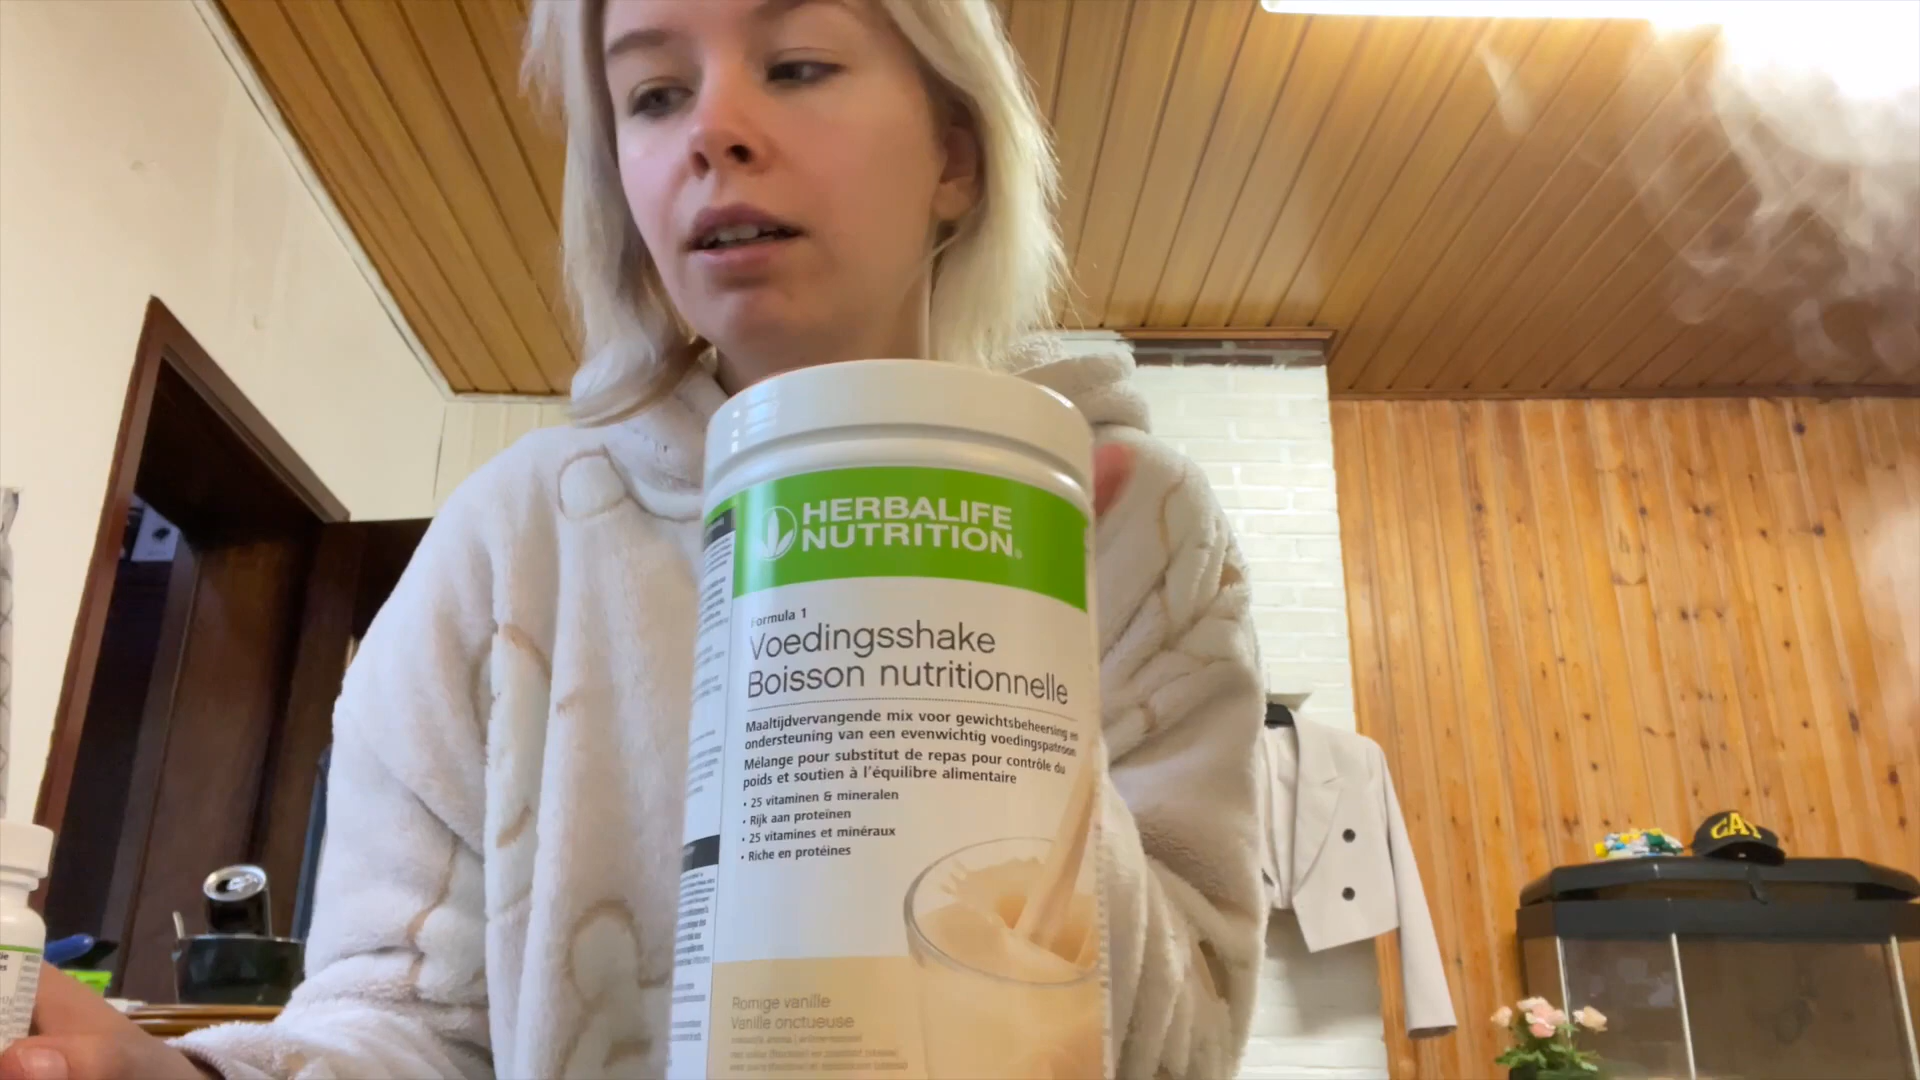 HERBALIFE
NUTRITION
Formula 1
Voedingsshake
Boisson nutritionnelle
Maaltijdvervangende mix voor gewichtsbeheersing en
ondersteuning van een evenwichtig voedingspatroon
Mélange pour substitut de repas pour contrôle du
poids et soutien à l'équilibre alimentaire
• 25 vitaminen & mineralen
• Rijk aan proteïnen
• 25 vitamines et minéraux
• Riche en protéines
Romige vanille
Vanille onctueuse